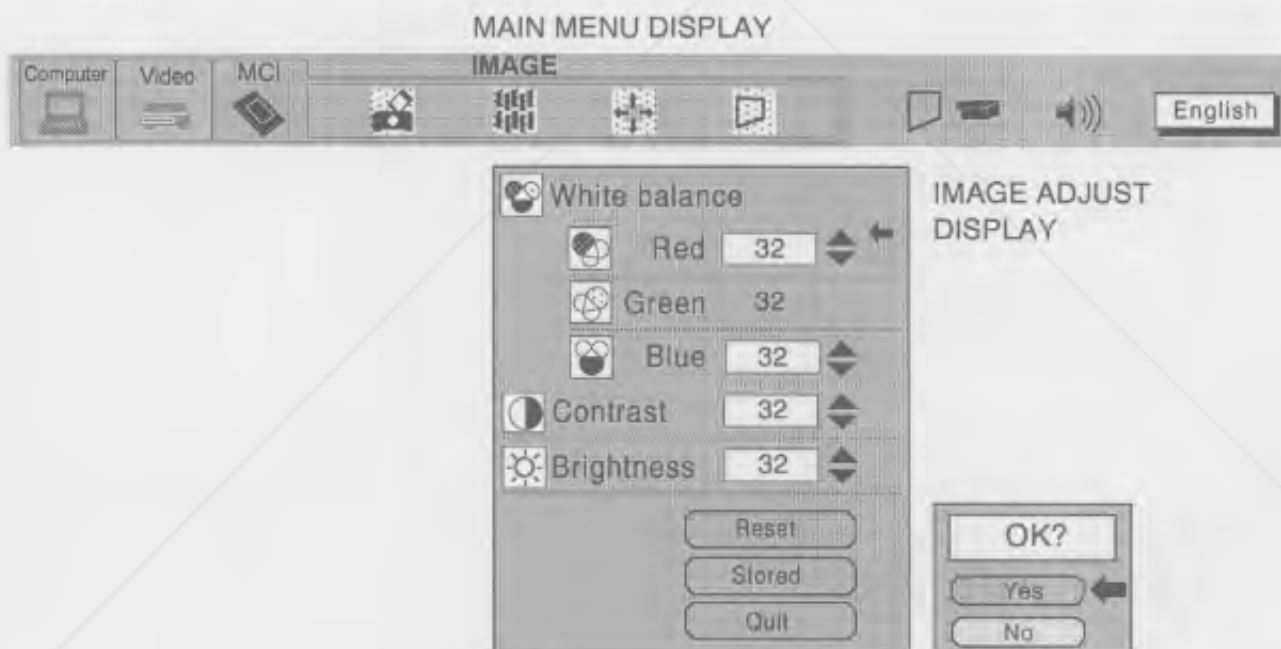 MAIN MENU DISPLAY
Computer Video MCI IMAGE English
IMAGE ADJUST
DISPLAY
White balance
Red 32
Green 32
Blue 32
Contrast 32
Brightness 32
Reset
Stored
Quit
OK?
Yes
No